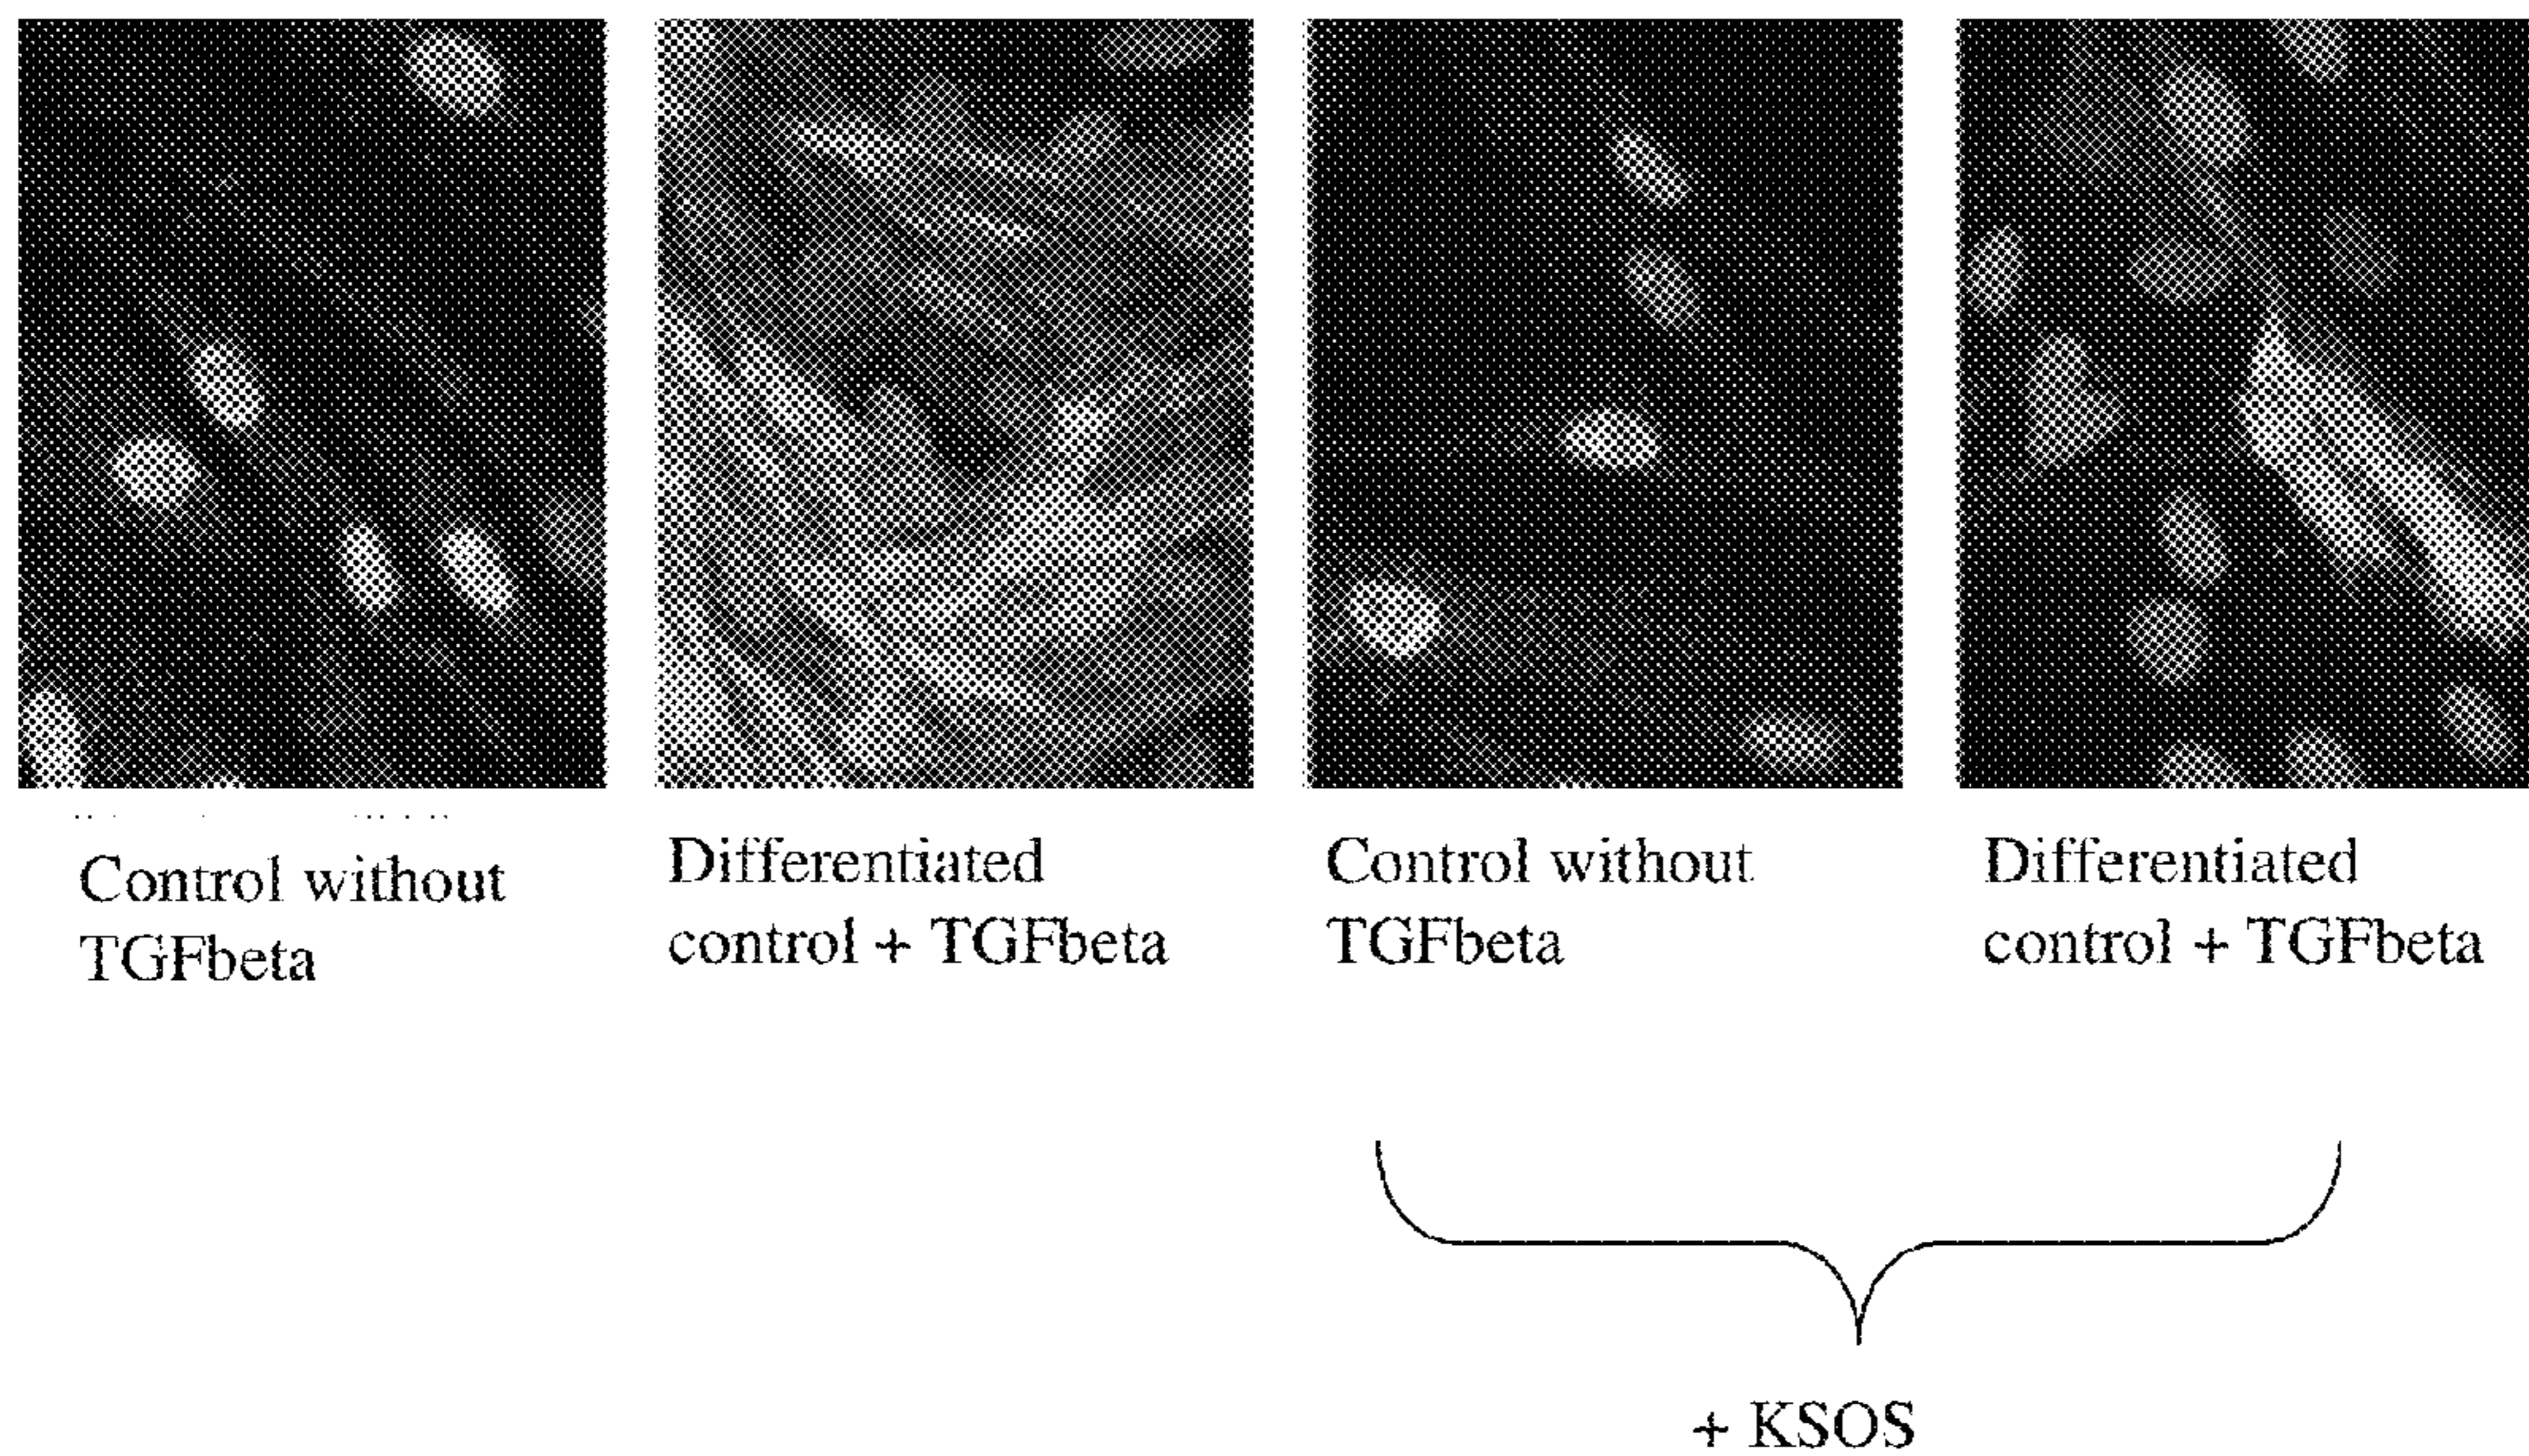 Control without
TGFbeta
Differentiated
control + TGFbeta
Control without
TGFbeta
Differentiated
control + TGFbeta
+ KSOS